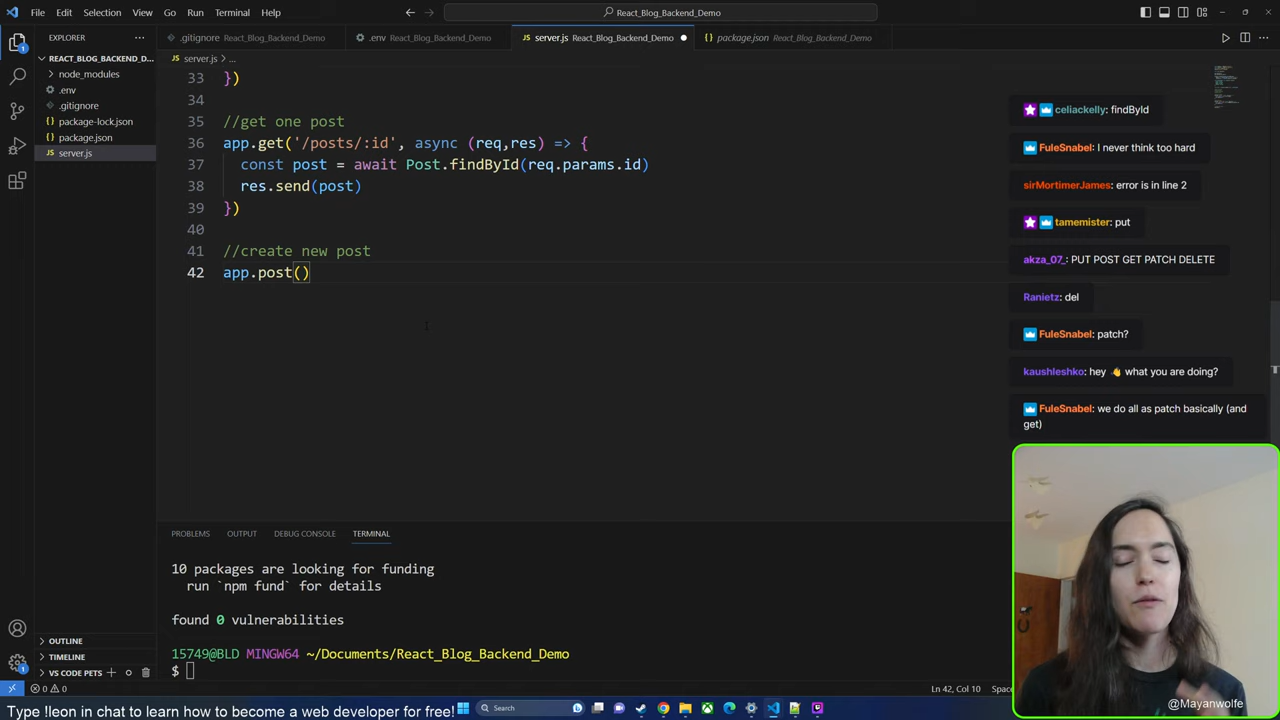 File Edit Selection View Go Run Terminal Help
React_Blog_Backend_Demo
EXPLORER
.gitignore React_Blog_Backend_Demo
.env React_Blog_Backend_Demo
server.js React_Blog_Backend_Demo
package.json React_Blog_Backend_Demo
REACT_BLOG_BACKEND_D...
node_modules
.env
.gitignore
package-lock.json
package.json
server.js
server.js > ...
33 })
34
35 //get one post
36 app.get('/posts/:id', async (req,res) => {
37 const post = await Post.findById(req.params.id)
38 res.send(post)
39 })
40
41 //create new post
42 app.post()
celiackelly: findById
FuleSnabel: I never think too hard
sirMortimerJames: error is in line 2
tamemister: put
akza_07_: PUT POST GET PATCH DELETE
Ranietz: del
FuleSnabel: patch?
kaushleshko: hey 👋 what you are doing?
FuleSnabel: we do all as patch basically (and
get)
PROBLEMS OUTPUT DEBUG CONSOLE TERMINAL
10 packages are looking for funding
run `npm fund` for details
found 0 vulnerabilities
15749@BLD MINGW64 ~/Documents/React_Blog_Backend_Demo
$
OUTLINE
TIMELINE
VS CODE PETS
0 0
Ln 42, Col 10
@Mayanwolfe
Type !leon in chat to learn how to become a web developer for free!
Search